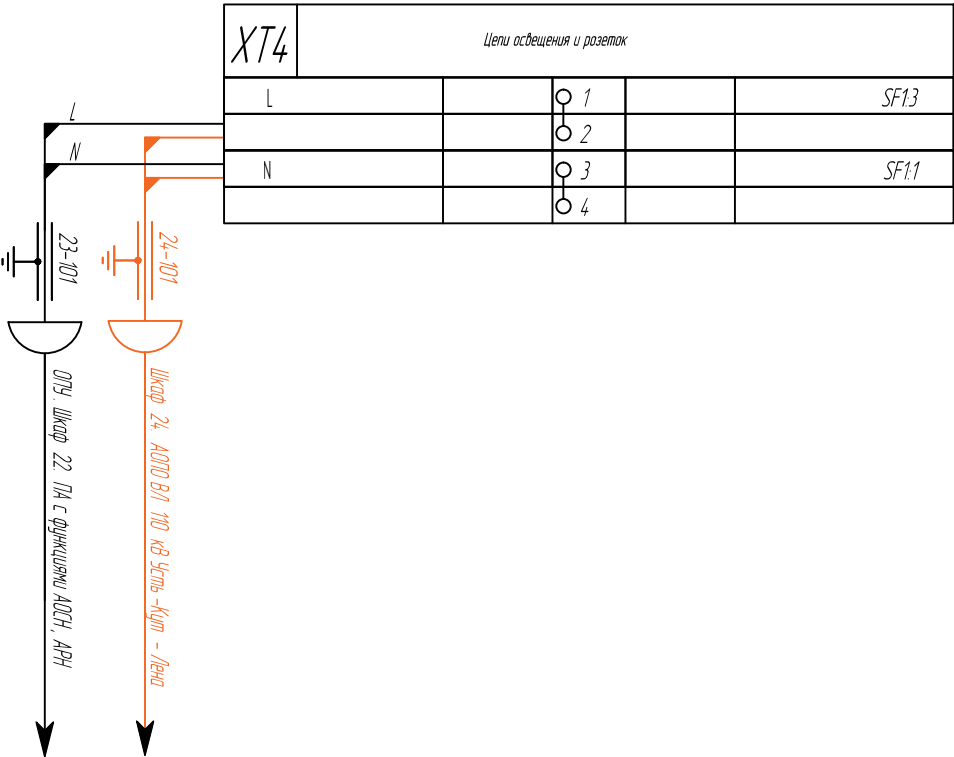 XT4
Цепи освещения и розеток
L 1 SF1:3
2
N 3 SF1:1
4
L
N
23-101
24-101
ОПУ. Шкаф 22. ПА с функциями АОСН, АРН
Шкаф 24. АОПО ВЛ 110 кВ Усть-Кут - Лена